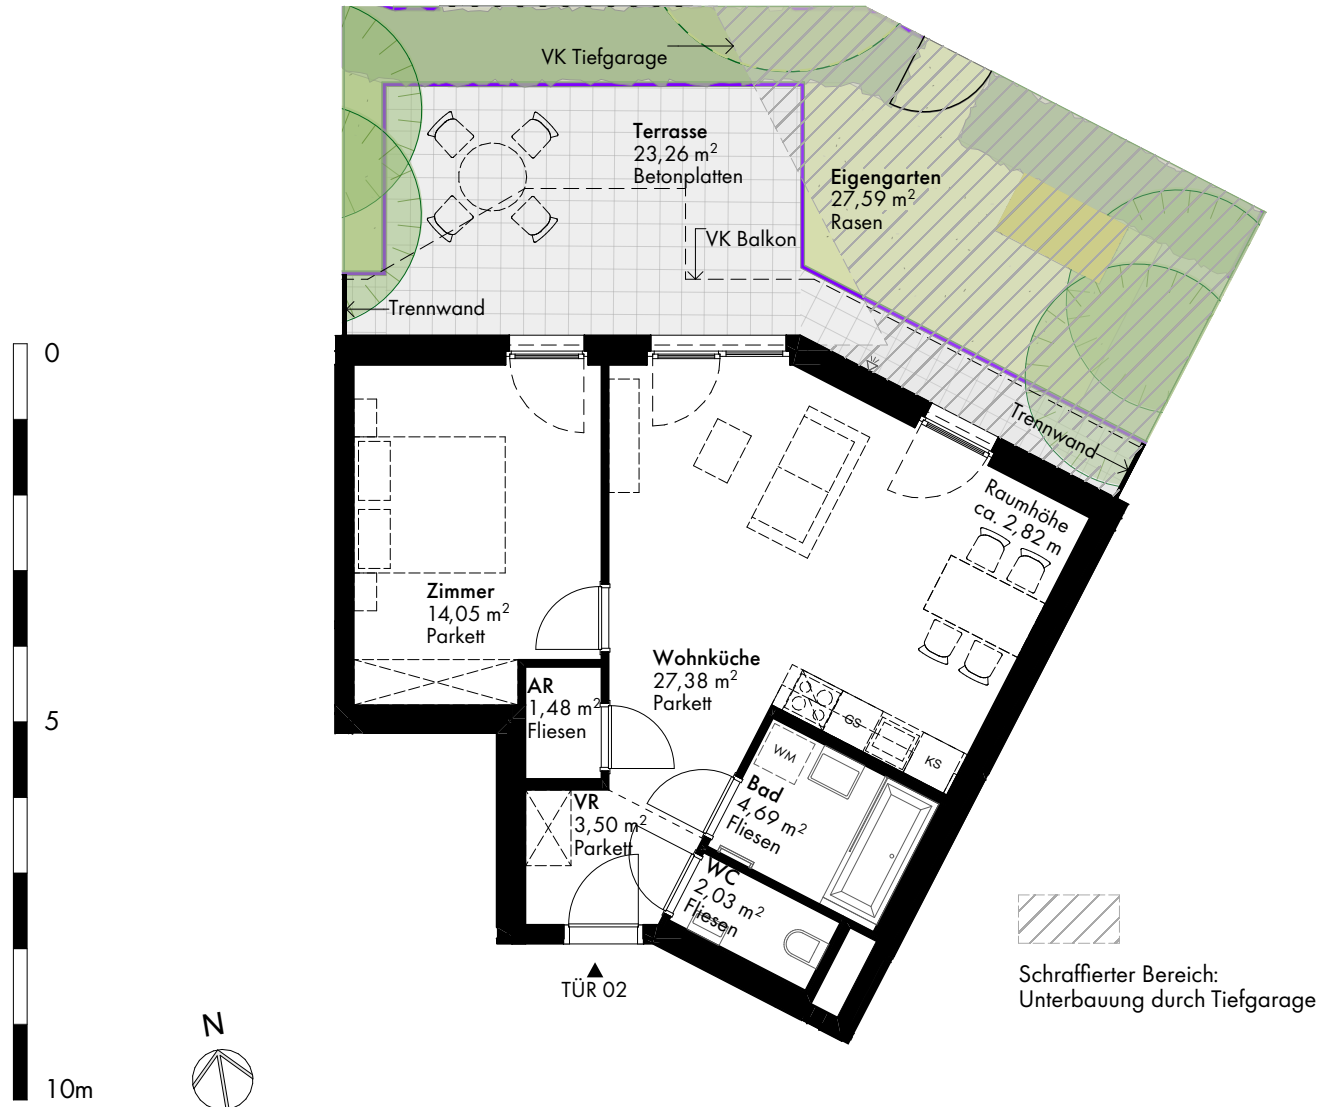 VK Tiefgarage
Terrasse
23,26 m²
Betonplatten
Eigengarten
27,59 m²
Rasen
VK Balkon
Trennwand
0
Trennwand
Raumhöhe
ca. 2,82 m
Zimmer
14,05 m²
Parkett
Wohnküche
27,38 m²
Parkett
AR
1,48 m²
Fliesen
5
GS
KS
WM
Bad
4,69 m²
Fliesen
VR
3,50 m²
Parkett
WC
2,03 m²
Fliesen
TÜR 02
Schraffierter Bereich:
Unterbauung durch Tiefgarage
N
10m